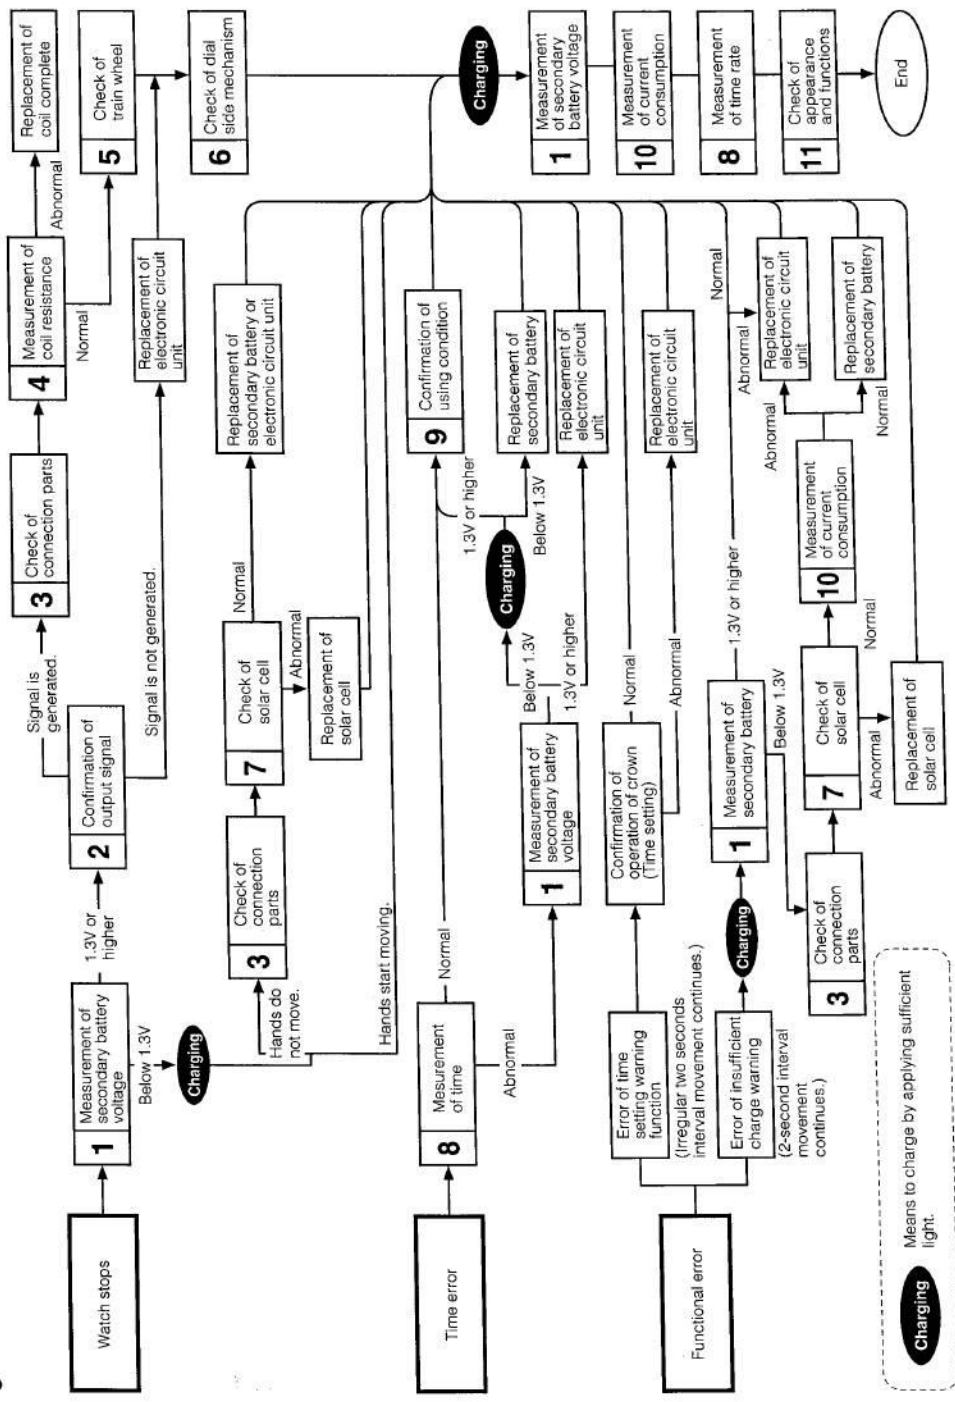 Watch stops
1
Measurement of
secondary battery
voltage
1.3V or
higher
Below 1.3V
Charging
2
Confirmation of
output signal
Signal is
generated.
Signal is not generated.
3
Check of
connection parts
4
Measurement of
coil resistance
Abnormal
Normal
Replacement of
coil complete
5
Check of
train wheel
Replacement of
electronic circuit
unit
6
Check of dial
side mechanism
Hands do
not move.
Hands start moving.
3
Check of
connection
parts
7
Check of
solar cell
Normal
Abnormal
Replacement of
solar cell
Replacement of
secondary battery or
electronic circuit unit
Time error
8
Mesurement
of time
Normal
Abnormal
1
Measurement of
secondary battery
voltage
Below 1.3V
1.3V or higher
Charging
1.3V or higher
Below 1.3V
9
Confirmation of
using condition
Replacement of
secondary battery
Replacement of
electronic circuit
unit
Functional error
Error of time
setting warning
function
(Irregular two seconds
interval movement continues.)
Confirmation of
operation of crown
(Time setting)
Normal
Abnormal
Replacement of
electronic circuit
unit
Error of insufficient
charge warning
(2-second interval
movement
continues.)
Charging
1
Measurement of
secondary battery
1.3V or higher
Below 1.3V
Normal
Abnormal
3
Check of
connection
parts
7
Check of
solar cell
Normal
Abnormal
Replacement of
solar cell
10
Measurement
of current
consumption
Abnormal
Normal
Replacement of
electronic circuit
unit
Replacement of
secondary battery
Charging
1
Measurement
of secondary
battery voltage
10
Measurement
of current
consumption
8
Measurement
of time rate
11
Check of
appearance
and functions
End
Charging
Means to charge by applying sufficient
light.